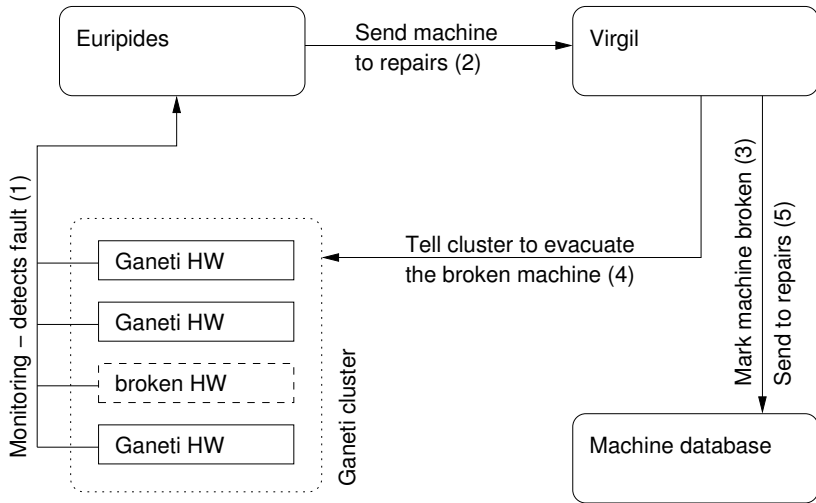 Euripides
Send machine
to repairs (2)
Virgil
Monitoring – detects fault (1)
Ganeti HW
Ganeti HW
broken HW
Ganeti HW
Ganeti cluster
Tell cluster to evacuate
the broken machine (4)
Mark machine broken (3)
Send to repairs (5)
Machine database